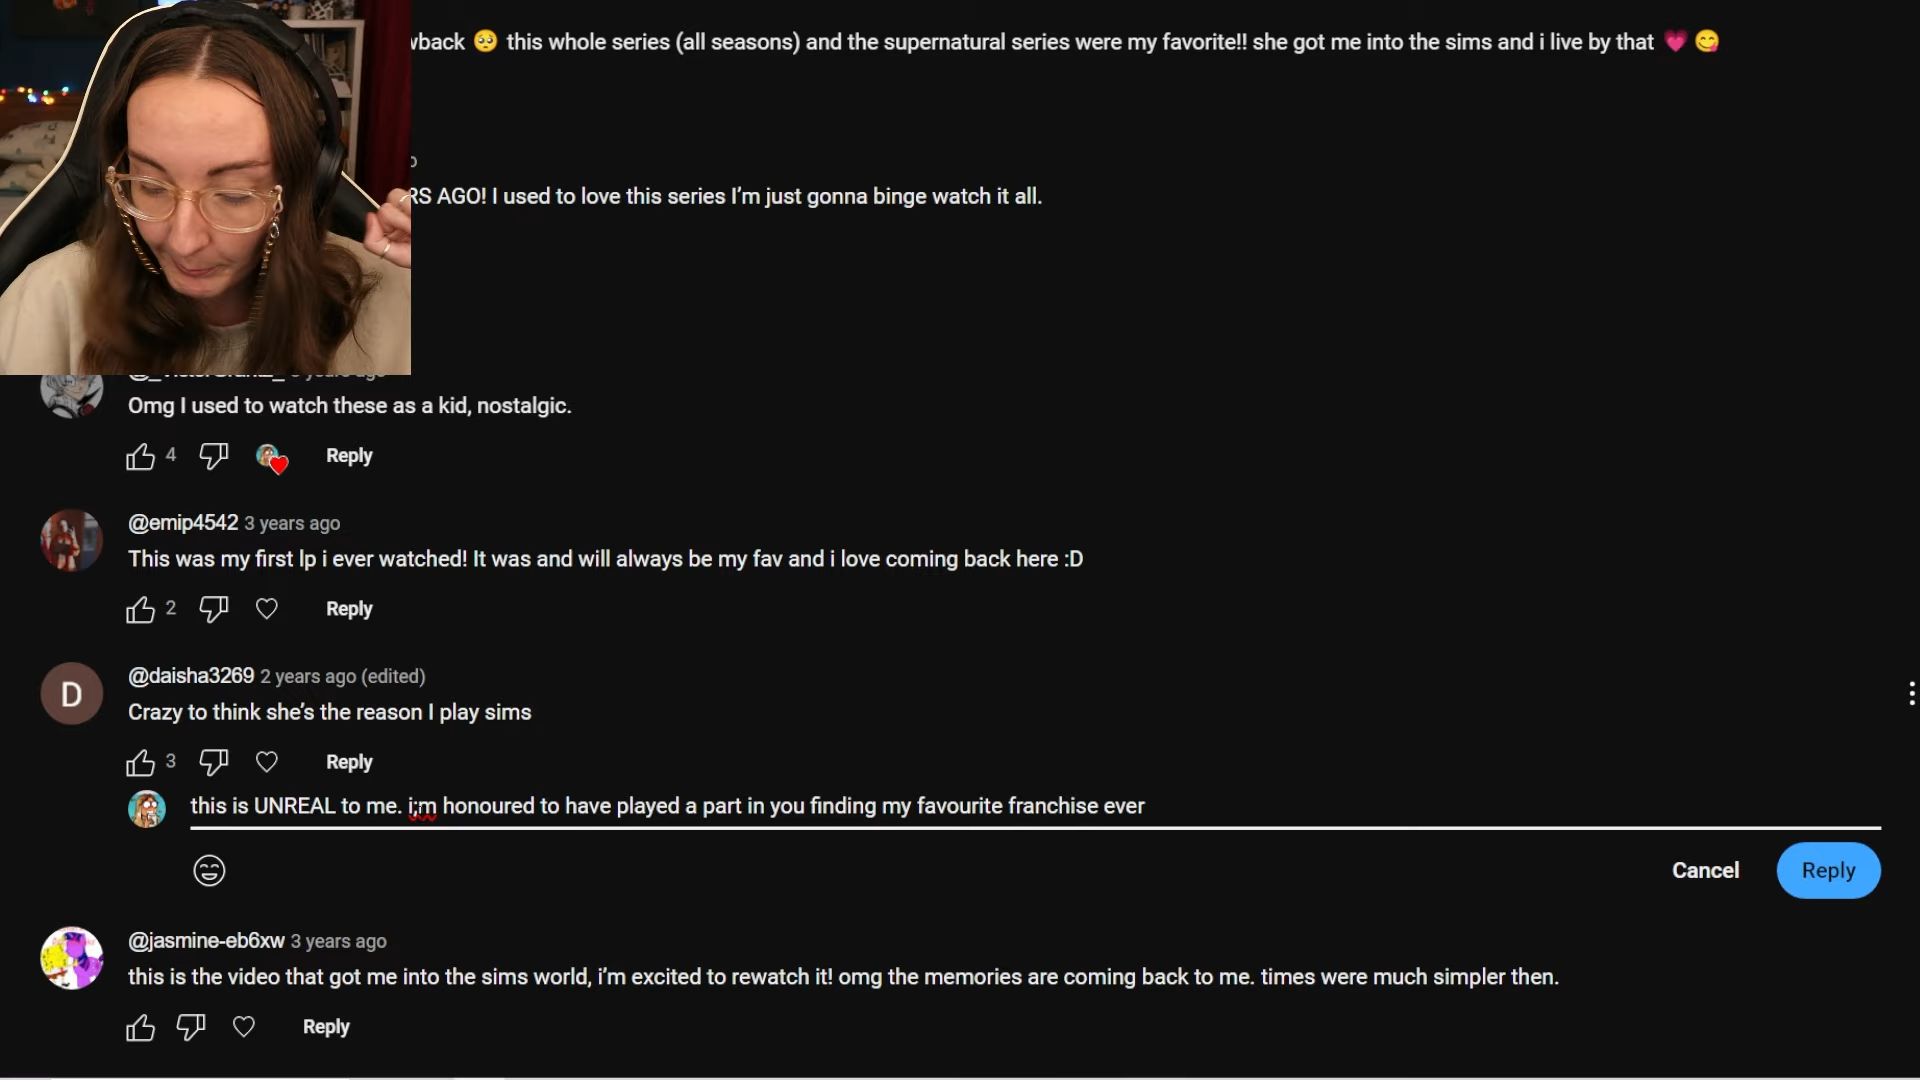 this whole series (all seasons) and the supernatural series were my favorite!! she got me into the sims and i live by that
AGO! I used to love this series I'm just gonna binge watch it all.
Omg I used to watch these as a kid, nostalgic.
4 Reply
@emip4542 3 years ago
This was my first lp i ever watched! It was and will always be my fav and i love coming back here :D
2 Reply
@daisha3269 2 years ago (edited)
D
Crazy to think she's the reason I play sims
3 Reply
this is UNREAL to me. i;m honoured to have played a part in you finding my favourite franchise ever
Cancel Reply
@jasmine-eb6xw 3 years ago
this is the video that got me into the sims world, i'm excited to rewatch it! omg the memories are coming back to me. times were much simpler then.
Reply